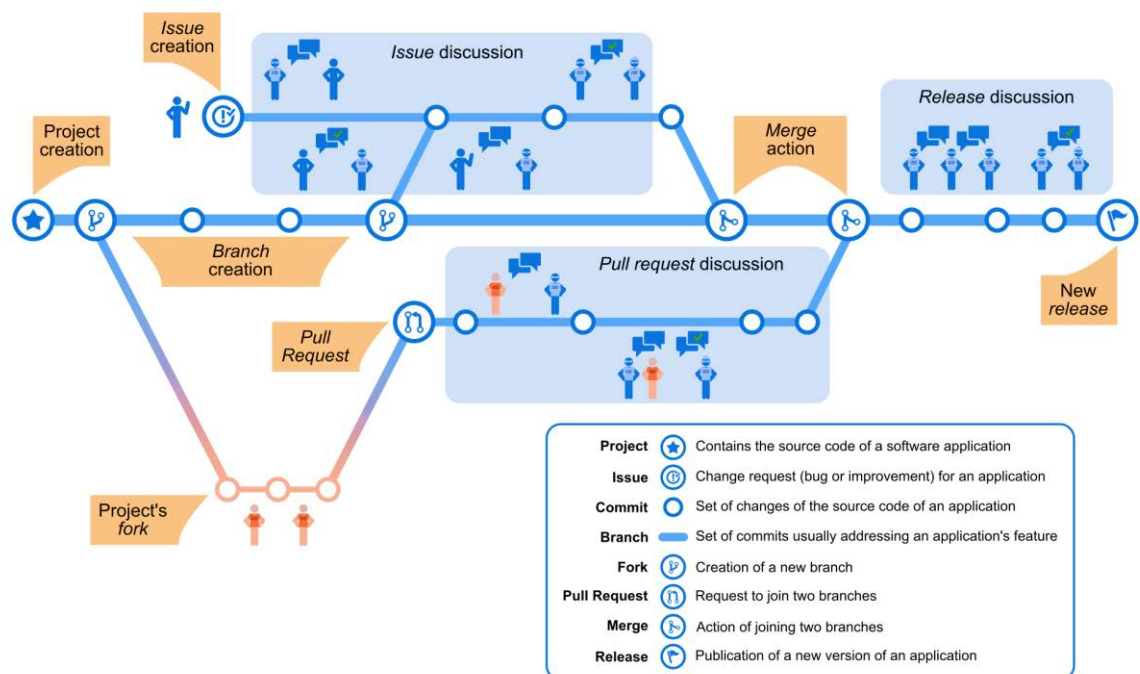 Issue
creation
Issue discussion
Release discussion
Project
creation
Merge
action
Branch
creation
Pull request discussion
New
release
Pull
Request
Project's
fork
Project Contains the source code of a software application
Issue Change request (bug or improvement) for an application
Commit Set of changes of the source code of an application
Branch Set of commits usually addressing an application's feature
Fork Creation of a new branch
Pull Request Request to join two branches
Merge Action of joining two branches
Release Publication of a new version of an application